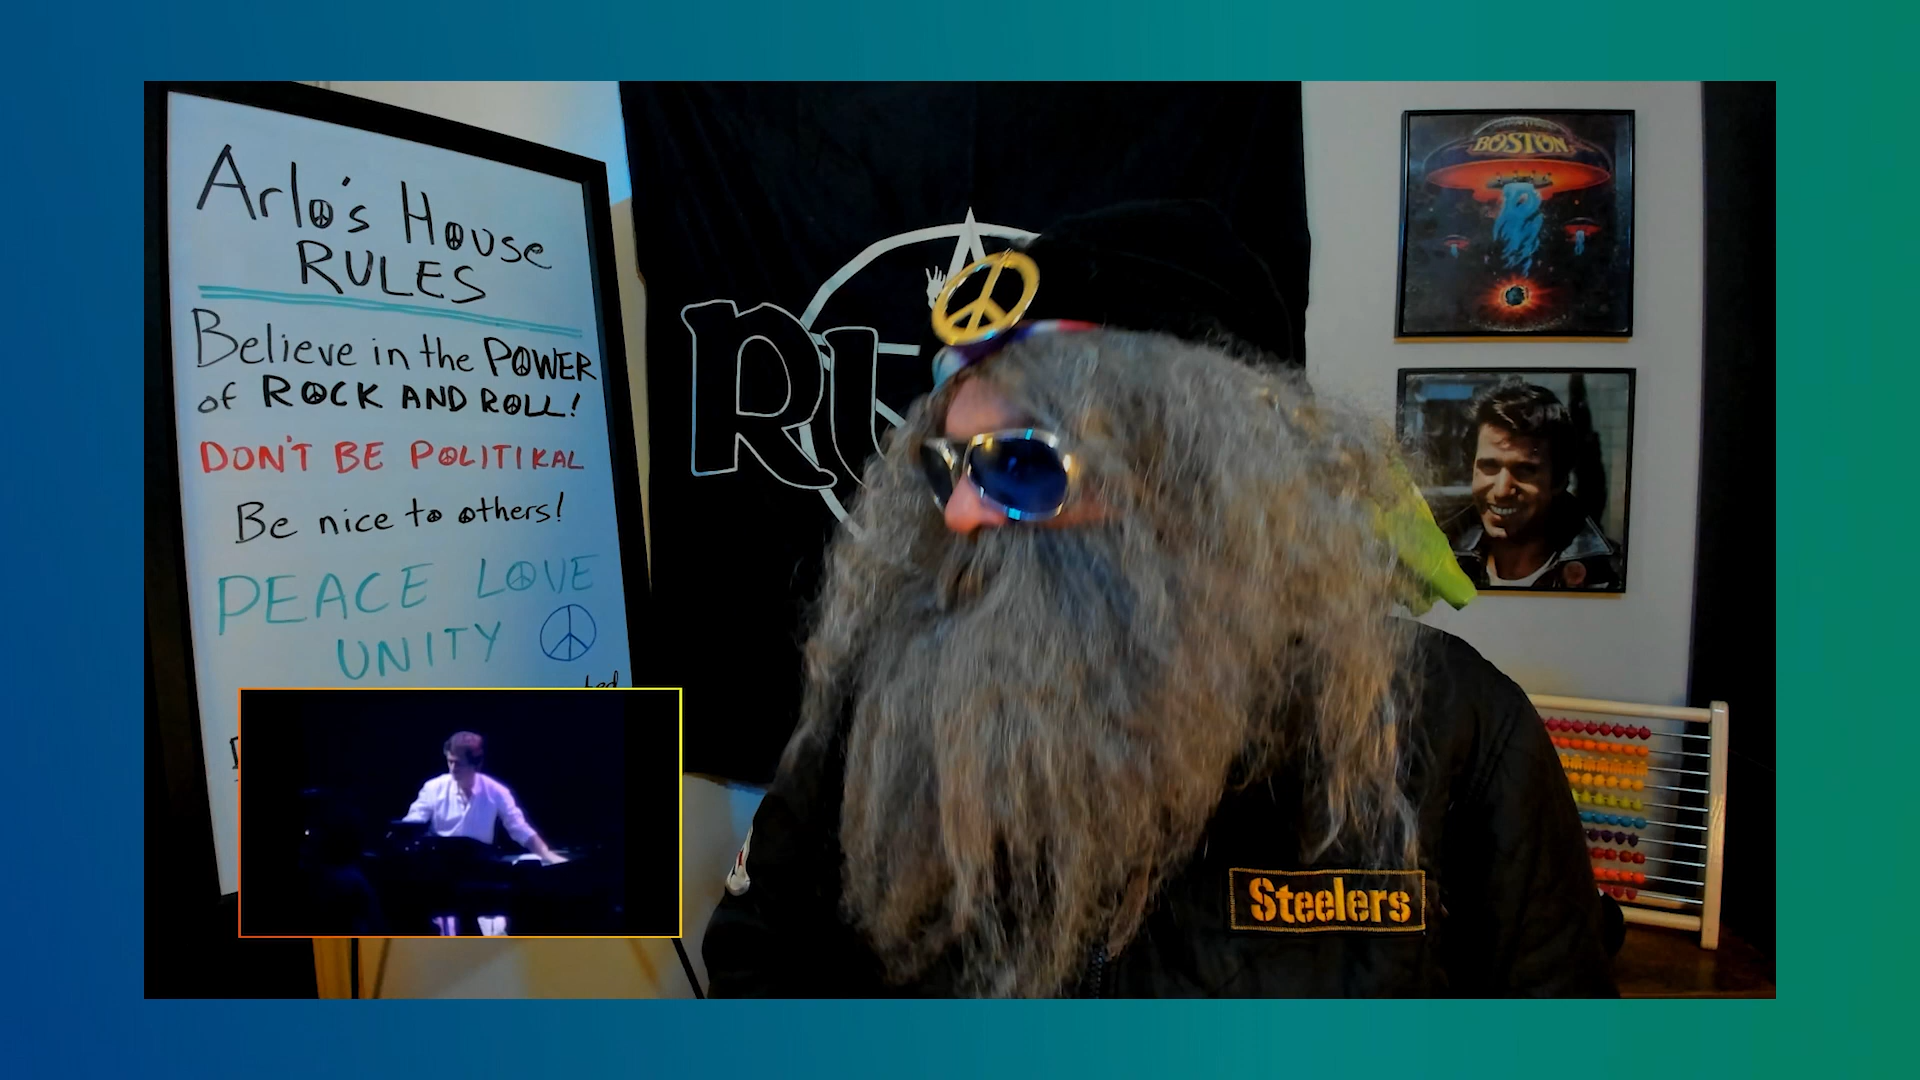 Arlo's House
RULES
Believe in the POWER
of ROCK AND ROLL!
DON'T BE POLITIKAL
Be nice to others!
PEACE LOVE
UNITY
BOSTON
Steelers